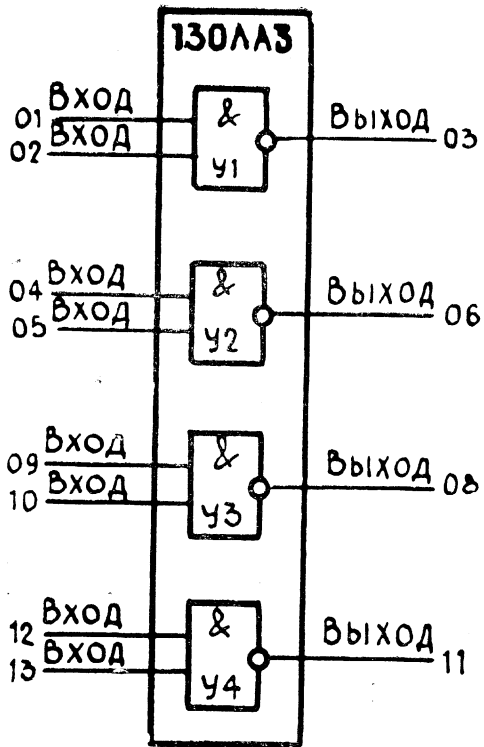 130ЛА3
01 ВХОД & ВЫХОД 03
02 ВХОД У1
04 ВХОД & ВЫХОД 06
05 ВХОД У2
09 ВХОД & ВЫХОД 08
10 ВХОД У3
12 ВХОД & ВЫХОД 11
13 ВХОД У4